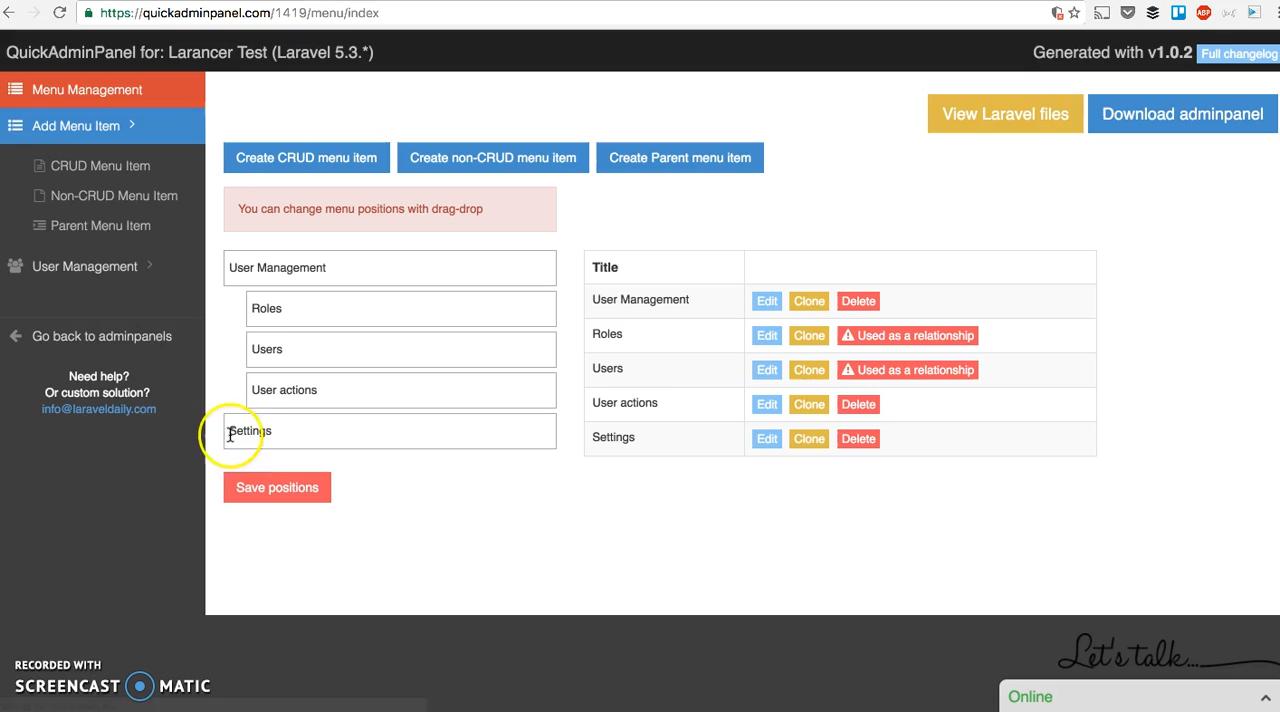 https://quickadminpanel.com/1419/menu/index
ABP
QuickAdminPanel for: Larancer Test (Laravel 5.3.*)
Generated with v1.0.2 Full changelog
Menu Management
Add Menu Item
CRUD Menu Item
Non-CRUD Menu Item
Parent Menu Item
User Management
Go back to adminpanels
Need help?
Or custom solution?
info@laraveldaily.com
View Laravel files
Download adminpanel
Create CRUD menu item
Create non-CRUD menu item
Create Parent menu item
You can change menu positions with drag-drop
User Management
Roles
Users
User actions
Settings
Save positions
Title
User Management Edit Clone Delete
Roles Edit Clone Used as a relationship
Users Edit Clone Used as a relationship
User actions Edit Clone Delete
Settings Edit Clone Delete
RECORDED WITH
SCREENCAST MATIC
Let's talk...
Online